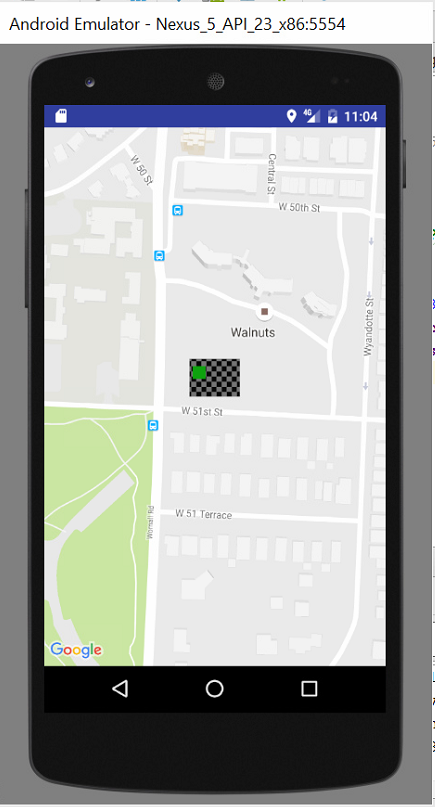 Android Emulator - Nexus_5_API_23_x86:5554
4G
11:04
W 50 St
Central St
W 50th St
Wyandotte St
Walnuts
W 51st St
Wornall Rd
W 51 Terrace
Google